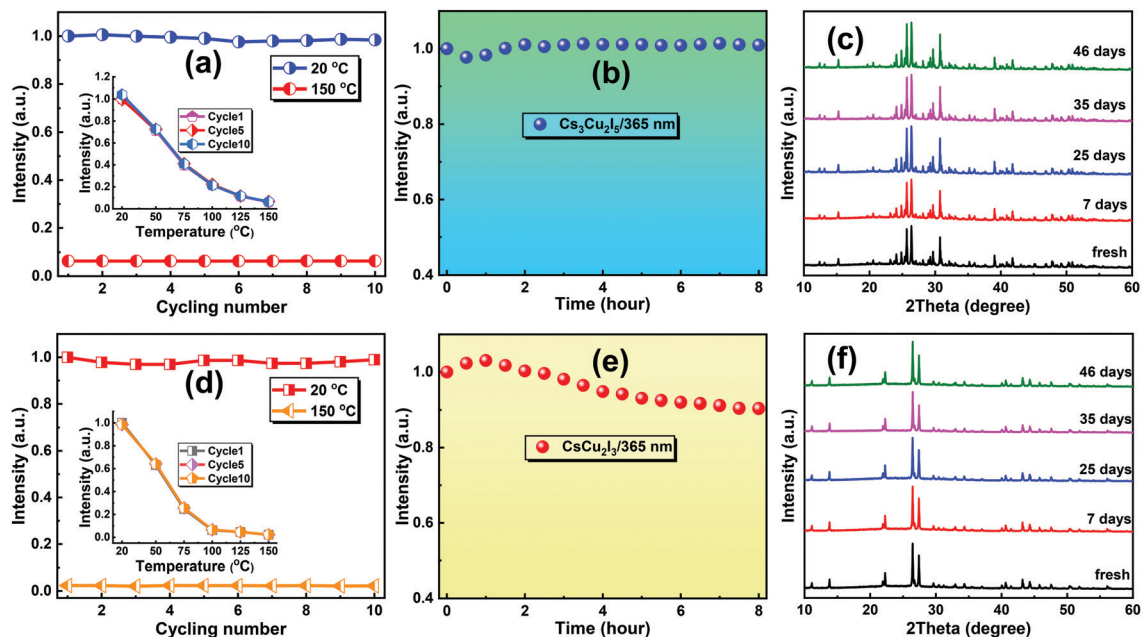 Intensity (a.u.)
1.0
0.8
0.6
0.4
0.2
0.0
2
4
6
8
10
Cycling number
(a)
20 °C
150 °C
Intensity (a.u.)
1.2
1.0
0.8
0.6
0.4
0.2
0.0
20
50
75
100
125
150
Temperature (°C)
Cycle1
Cycle5
Cycle10
Intensity (a.u.)
1.0
0.8
0.6
0.4
0
2
4
6
8
Time (hour)
(b)
Cs₃Cu₂I₅/365 nm
Intensity (a.u.)
(c)
46 days
35 days
25 days
7 days
fresh
10
20
30
40
50
60
2Theta (degree)
Intensity (a.u.)
1.0
0.8
0.6
0.4
0.2
0.0
2
4
6
8
10
Cycling number
(d)
20 °C
150 °C
Intensity (a.u.)
1.0
0.8
0.6
0.4
0.2
0.0
20
50
75
100
125
150
Temperature (°C)
Cycle1
Cycle5
Cycle10
Intensity (a.u.)
1.0
0.8
0.6
0.4
0
2
4
6
8
Time (hour)
(e)
CsCu₂I₃/365 nm
Intensity (a.u.)
(f)
46 days
35 days
25 days
7 days
fresh
10
20
30
40
50
60
2Theta (degree)